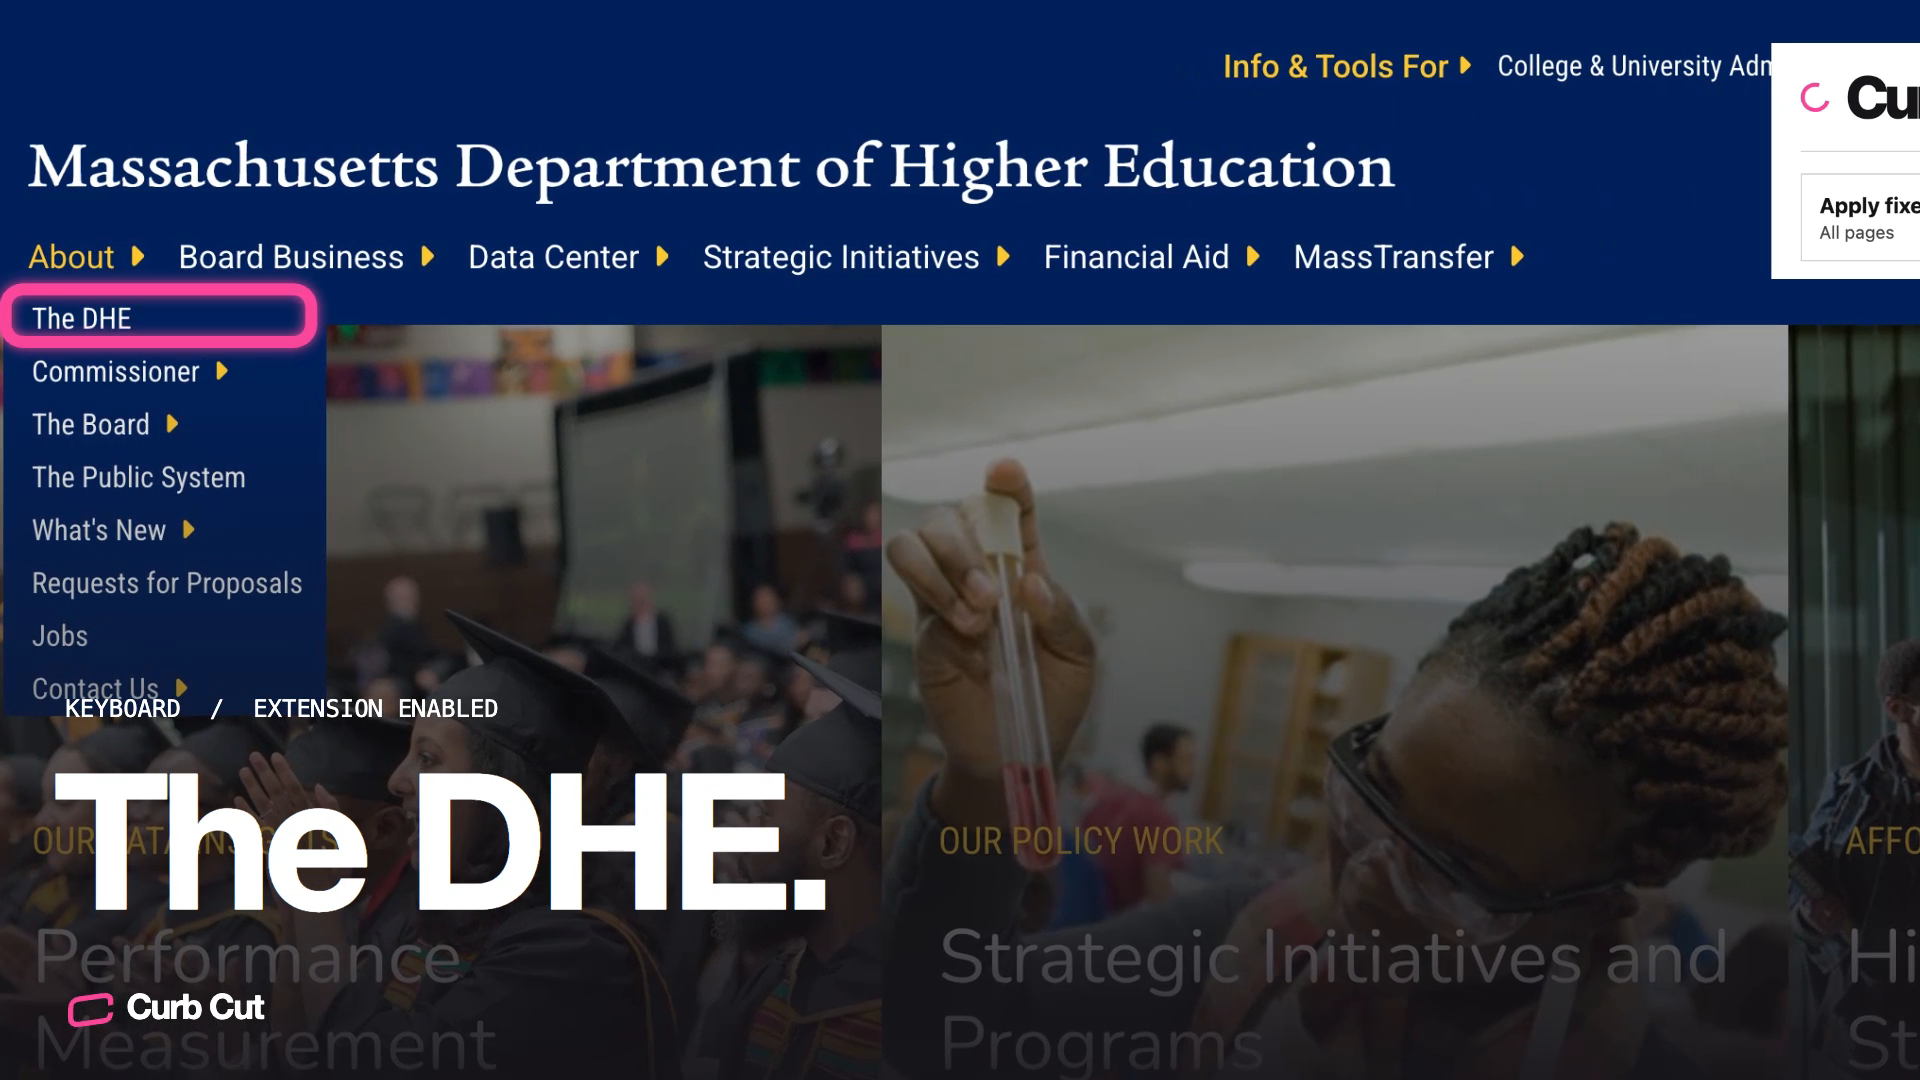 Info & Tools For College & University Adm
Cu
Massachusetts Department of Higher Education
Apply fixe
All pages
About Board Business Data Center Strategic Initiatives Financial Aid MassTransfer
The DHE
Commissioner
The Board
The Public System
What's New
Requests for Proposals
Jobs
Contact Us
KEYBOARD / EXTENSION ENABLED
The DHE.
OUR POLICY WORK
AFFO
Performance
Measurement
Strategic Initiatives and
Programs
Hi
St
Curb Cut